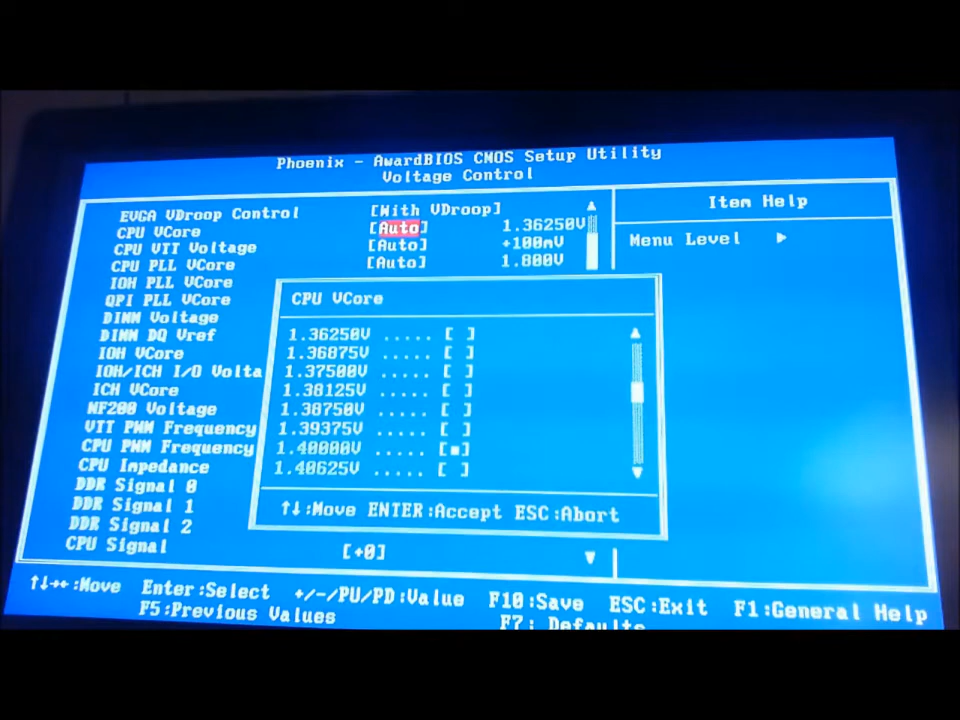 Phoenix - AwardBIOS CMOS Setup Utility
Voltage Control
EVGA VDroop Control [With VDroop]
CPU VCore [Auto] 1.36250V
CPU VTT Voltage [Auto] +100mV
CPU PLL VCore [Auto] 1.800V
IOH PLL VCore
QPI PLL VCore
DIMM Voltage
DIMM DQ Vref
IOH VCore
IOH/ICH I/O Volta
ICH VCore
NF200 Voltage
VTT PWM Frequency
CPU PWM Frequency
CPU Impedance
DDR Signal 0
DDR Signal 1
DDR Signal 2
CPU Signal [+0]
Item Help
Menu Level ▶
CPU VCore
1.36250V ..... [ ]
1.36875V ..... [ ]
1.37500V ..... [ ]
1.38125V ..... [ ]
1.38750V ..... [ ]
1.39375V ..... [ ]
1.40000V ..... [■]
1.40625V ..... [ ]
↑↓:Move ENTER:Accept ESC:Abort
↑↓→←:Move Enter:Select +/-/PU/PD:Value F10:Save ESC:Exit F1:General Help
F5:Previous Values F7: Defaults